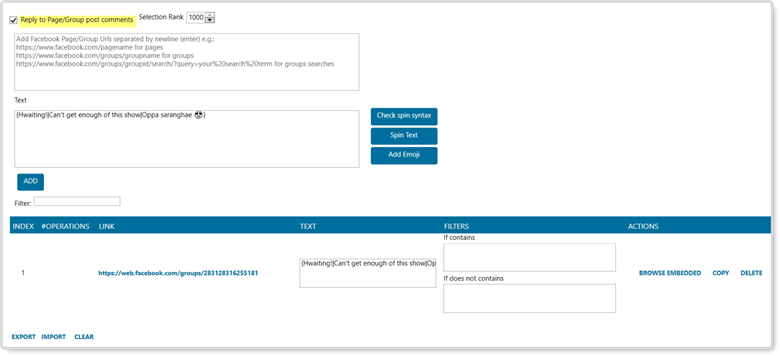 Reply to Page/Group post comments Selection Rank 1000
Add Facebook Page/Group Urls separated by newline (enter) e.g.:
https://www.facebook.com/pagename for pages
https://www.facebook.com/groups/groupname for groups
https://www.facebook.com/groups/groupid/search/?query=your%20search%20term for groups searches
Text
{Hwaiting!|Can't get enough of this show|Oppa saranghae 😍}
Check spin syntax
Spin Text
Add Emoji
ADD
Filter:
INDEX #OPERATIONS LINK TEXT FILTERS ACTIONS
If contains
1 https://web.facebook.com/groups/283128316255181 {Hwaiting!|Can't get enough of this show|Op BROWSE EMBEDDED COPY DELETE
If does not contains
EXPORT IMPORT CLEAR